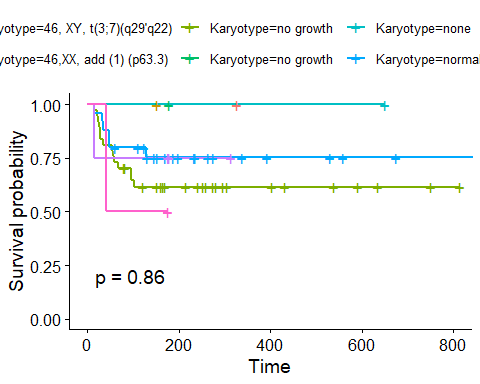 yotype=46, XY, t(3;7)(q29'q22) Karyotype=no growth Karyotype=none
yotype=46,XX, add (1) (p63.3) Karyotype=no growth Karyotype=normal
1.00
0.75
0.50
0.25
0.00
Survival probability
p = 0.86
0 200 400 600 800
Time